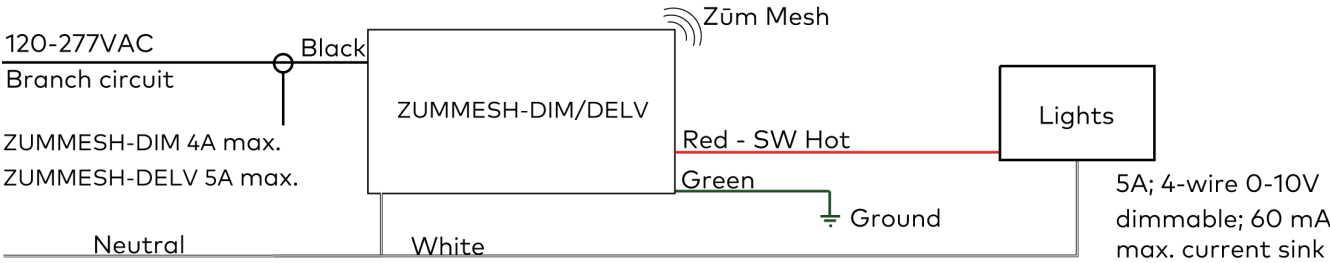 Zūm Mesh
120-277VAC
Black
Branch circuit
ZUMMESH-DIM/DELV
Lights
ZUMMESH-DIM 4A max.
Red - SW Hot
ZUMMESH-DELV 5A max.
Green
5A; 4-wire 0-10V
Ground
dimmable; 60 mA
Neutral
White
max. current sink